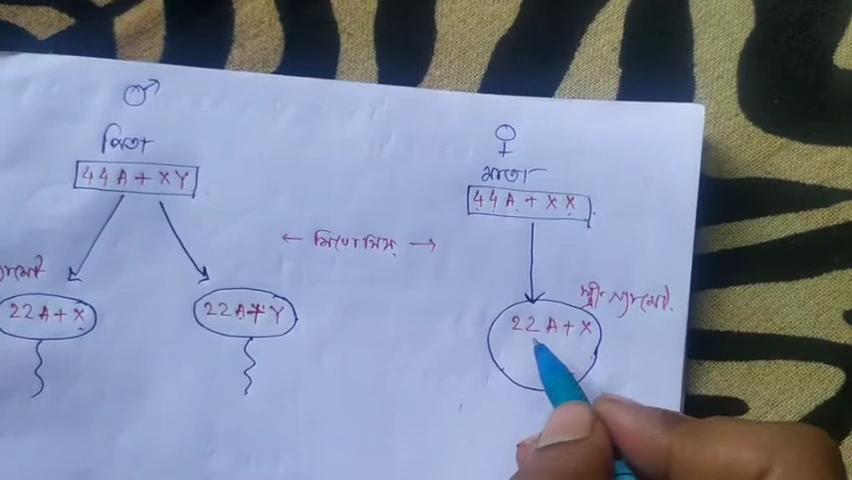 ♂
♀
পিতা
মাতা
44A+XY
44A+XX
← মিয়োসিস →
22A+X
22A+Y
স্ত্রী গ্যামেট
22A+X